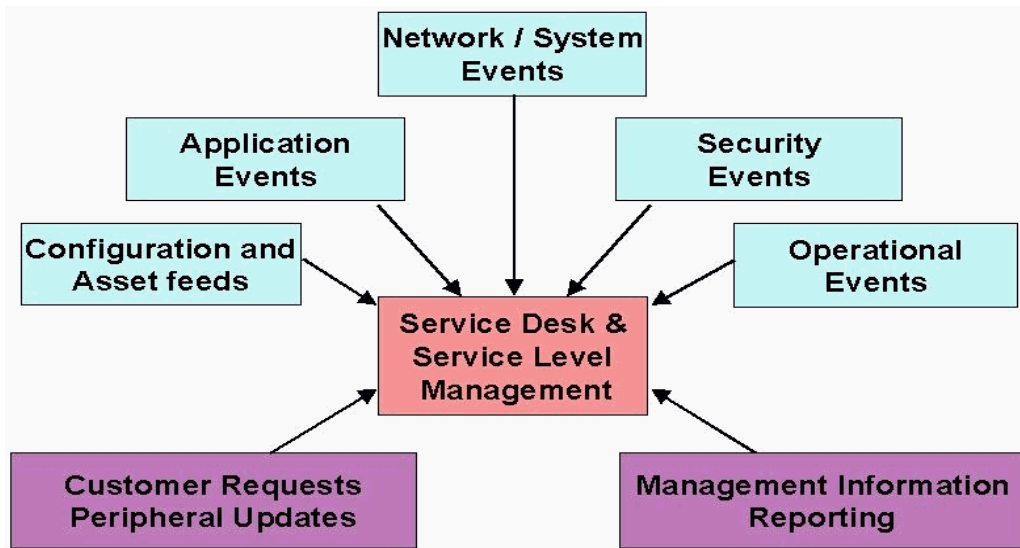 Network / System
Events
Application
Events
Security
Events
Configuration and
Asset feeds
Operational
Events
Service Desk &
Service Level
Management
Customer Requests
Peripheral Updates
Management Information
Reporting